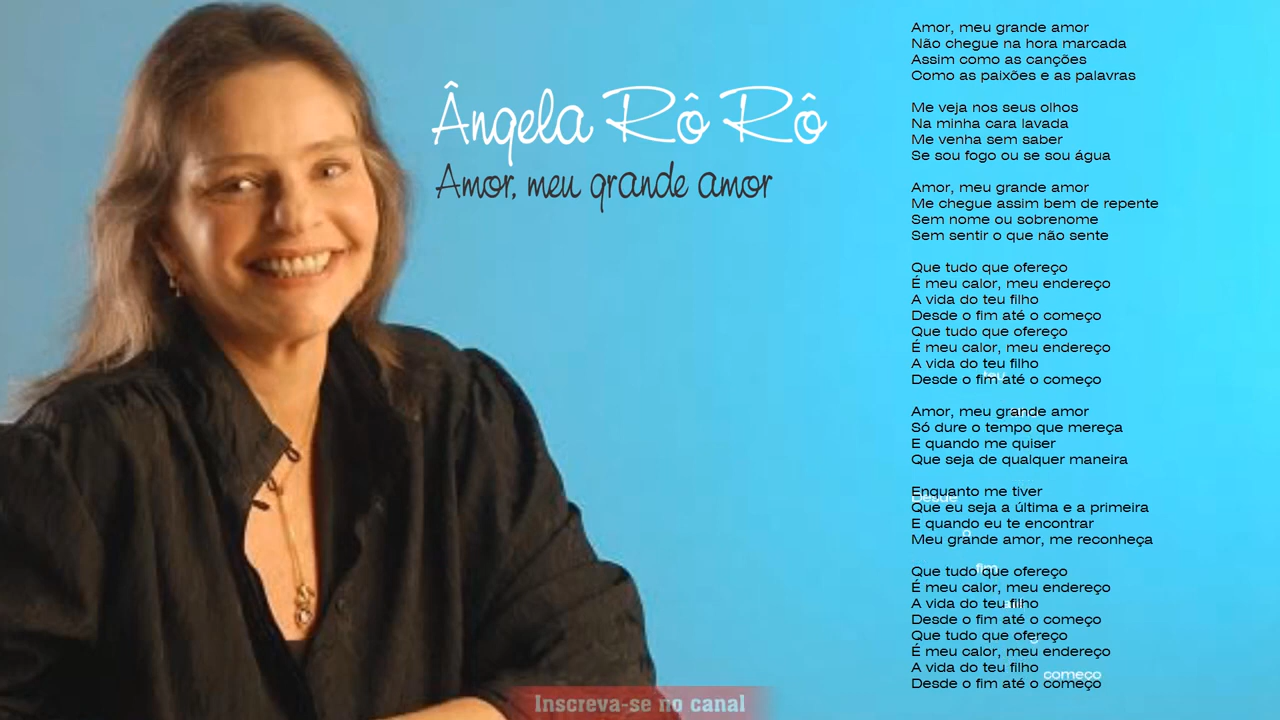 Ângela Rô Rô
Amor, meu grande amor
Amor, meu grande amor
Não chegue na hora marcada
Assim como as canções
Como as paixões e as palavras
Me veja nos seus olhos
Na minha cara lavada
Me venha sem saber
Se sou fogo ou se sou água
Amor, meu grande amor
Me chegue assim bem de repente
Sem nome ou sobrenome
Sem sentir o que não sente
Que tudo que ofereço
É meu calor, meu endereço
A vida do teu filho
Desde o fim até o começo
Que tudo que ofereço
É meu calor, meu endereço
A vida do teu filho
Desde o fim até o começo
Amor, meu grande amor
Só dure o tempo que mereça
E quando me quiser
Que seja de qualquer maneira
Enquanto me tiver
Que eu seja a última e a primeira
E quando eu te encontrar
Meu grande amor, me reconheça
Que tudo que ofereço
É meu calor, meu endereço
A vida do teu filho
Desde o fim até o começo
Que tudo que ofereço
É meu calor, meu endereço
A vida do teu filho
Desde o fim até o começo
Desde
fim
começo
Inscreva-se no canal